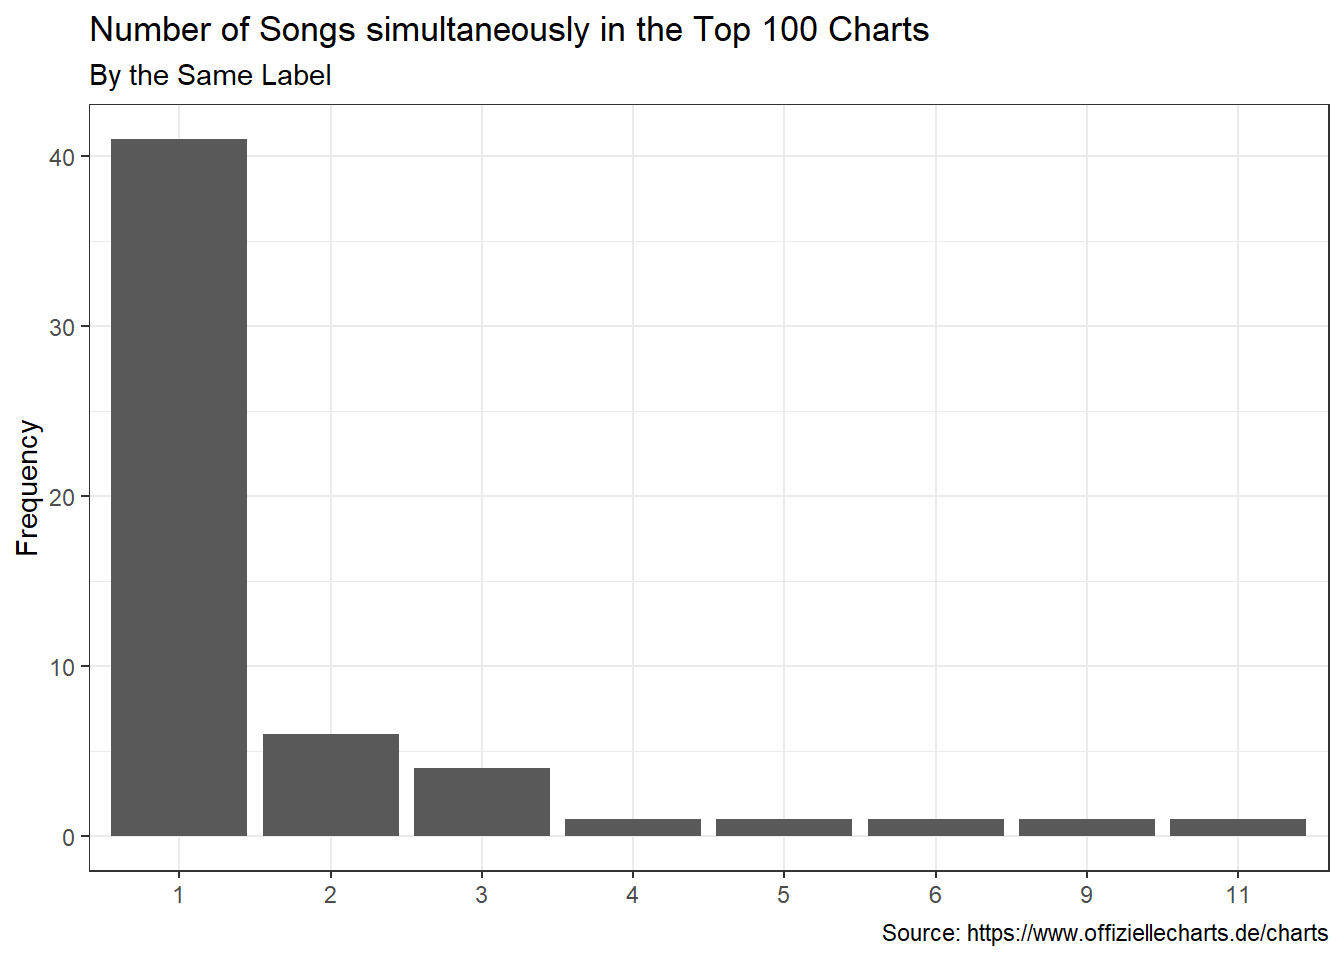 Number of Songs simultaneously in the Top 100 Charts
By the Same Label
Frequency
40
30
20
10
0
1 2 3 4 5 6 9 11
Source: https://www.offiziellecharts.de/charts